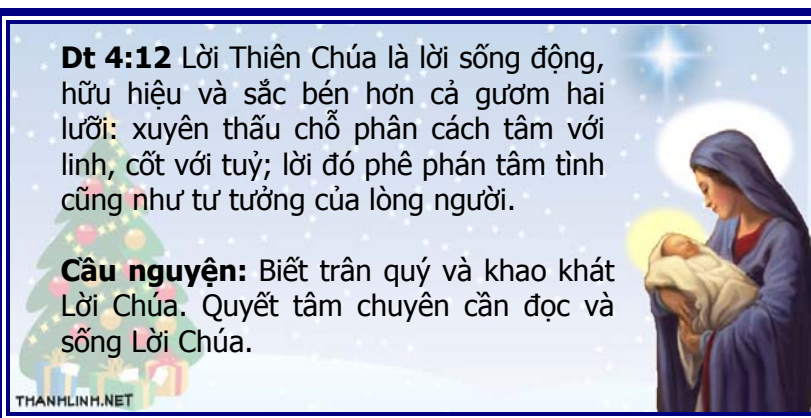 Dt 4:12 Lời Thiên Chúa là lời sống động,
hữu hiệu và sắc bén hơn cả gươm hai
lưỡi: xuyên thấu chỗ phân cách tâm với
linh, cốt với tuỷ; lời đó phê phán tâm tình
cũng như tư tưởng của lòng người.
Cầu nguyện: Biết trân quý và khao khát
Lời Chúa. Quyết tâm chuyên cần đọc và
sống Lời Chúa.
THANHLINH.NET